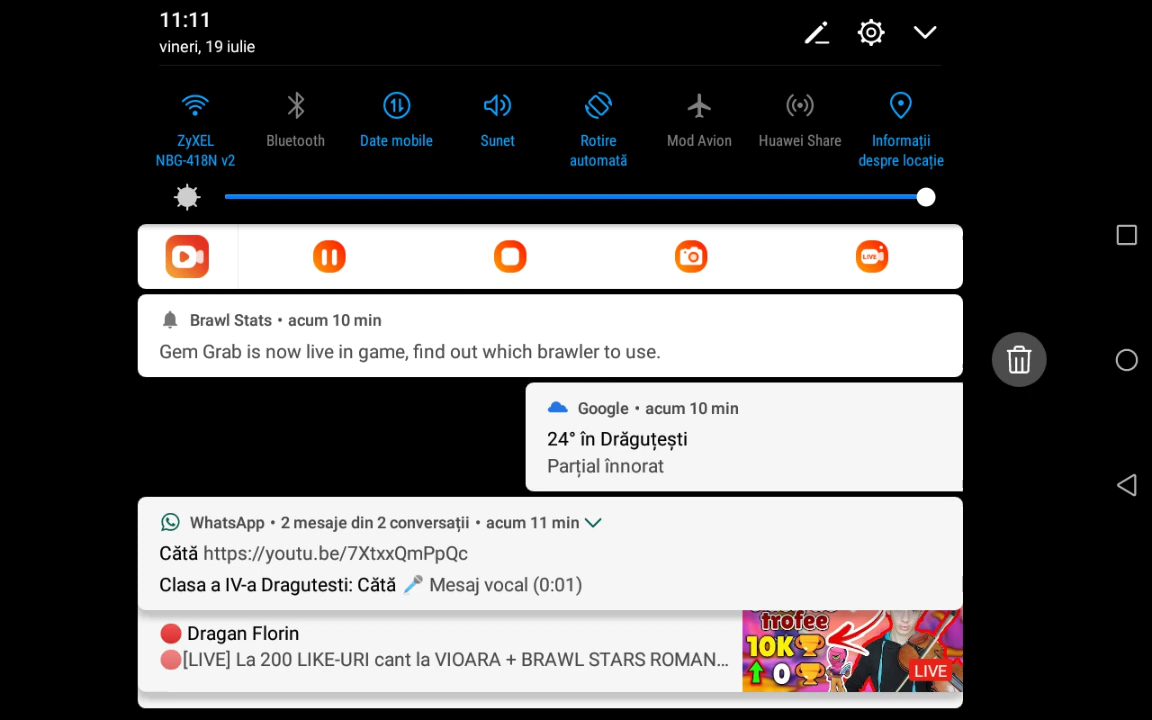 11:11
vineri, 19 iulie
ZyXEL
NBG-418N v2
Bluetooth
Date mobile
Sunet
Rotire
automată
Mod Avion
Huawei Share
Informații
despre locație
LIVE
Brawl Stats • acum 10 min
Gem Grab is now live in game, find out which brawler to use.
Google • acum 10 min
24° în Drăguțești
Parțial înnorat
WhatsApp • 2 mesaje din 2 conversații • acum 11 min
Cătă https://youtu.be/7XtxxQmPpQc
Clasa a IV-a Dragutesti: Cătă 🎤 Mesaj vocal (0:01)
🔴 Dragan Florin
🔴[LIVE] La 200 LIKE-URI cant la VIOARA + BRAWL STARS ROMAN...
trofee
10K
0
LIVE